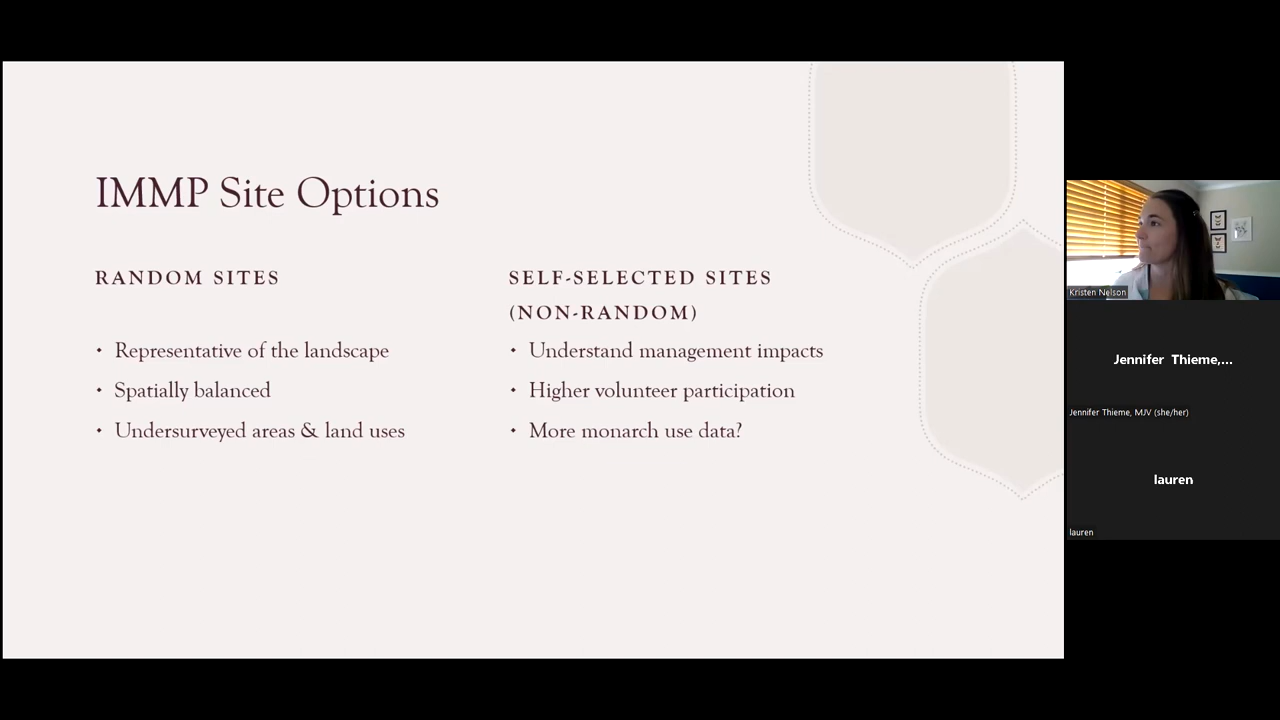 IMMP Site Options
RANDOM SITES
• Representative of the landscape
• Spatially balanced
• Undersurveyed areas & land uses
SELF-SELECTED SITES
(NON-RANDOM)
• Understand management impacts
• Higher volunteer participation
• More monarch use data?
Kristen Nelson
Jennifer Thieme,...
Jennifer Thieme, MJV (she/her)
lauren
lauren